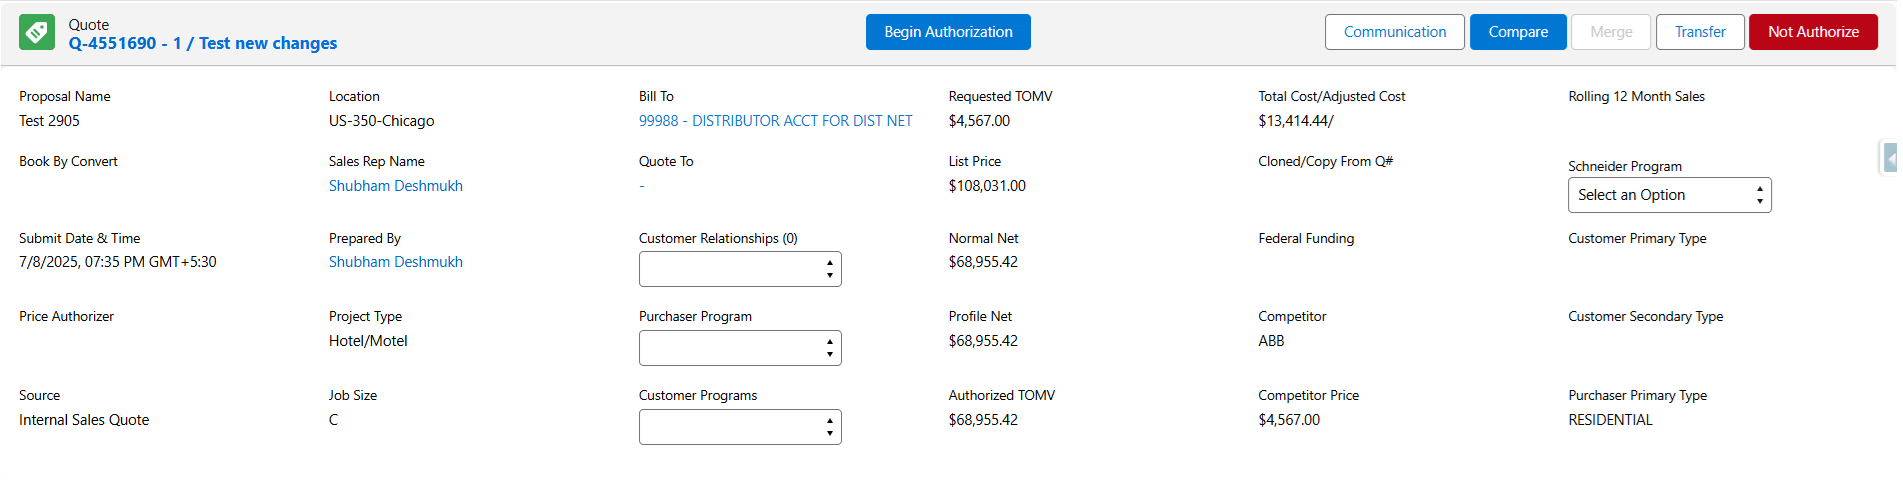 Quote
Q-4551690 - 1 / Test new changes
Begin Authorization
Communication
Compare
Merge
Transfer
Not Authorize
Proposal Name
Test 2905
Location
US-350-Chicago
Bill To
99988 - DISTRIBUTOR ACCT FOR DIST NET
Requested TOMV
$4,567.00
Total Cost/Adjusted Cost
$13,414.44/
Rolling 12 Month Sales
Book By Convert
Sales Rep Name
Shubham Deshmukh
Quote To
-
List Price
$108,031.00
Cloned/Copy From Q#
Schneider Program
Select an Option
Submit Date & Time
7/8/2025, 07:35 PM GMT+5:30
Prepared By
Shubham Deshmukh
Customer Relationships (0)
Normal Net
$68,955.42
Federal Funding
Customer Primary Type
Price Authorizer
Project Type
Hotel/Motel
Purchaser Program
Profile Net
$68,955.42
Competitor
ABB
Customer Secondary Type
Source
Internal Sales Quote
Job Size
C
Customer Programs
Authorized TOMV
$68,955.42
Competitor Price
$4,567.00
Purchaser Primary Type
RESIDENTIAL